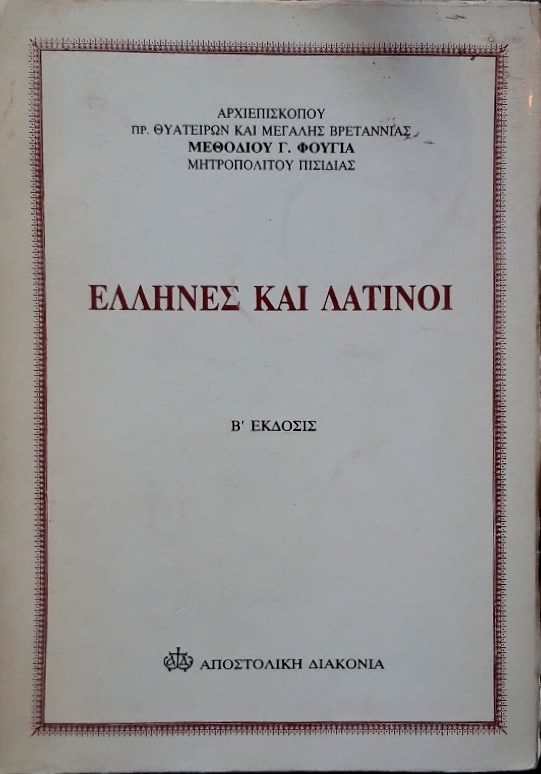 ΑΡΧΙΕΠΙΣΚΟΠΟΥ
ΠΡ. ΘΥΑΤΕΙΡΩΝ ΚΑΙ ΜΕΓΑΛΗΣ ΒΡΕΤΑΝΝΙΑΣ
ΜΕΘΟΔΙΟΥ Γ. ΦΟΥΓΙΑ
ΜΗΤΡΟΠΟΛΙΤΟΥ ΠΙΣΙΔΙΑΣ
ΕΛΛΗΝΕΣ ΚΑΙ ΛΑΤΙΝΟΙ
Β' ΕΚΔΟΣΙΣ
ΑΠΟΣΤΟΛΙΚΗ ΔΙΑΚΟΝΙΑ